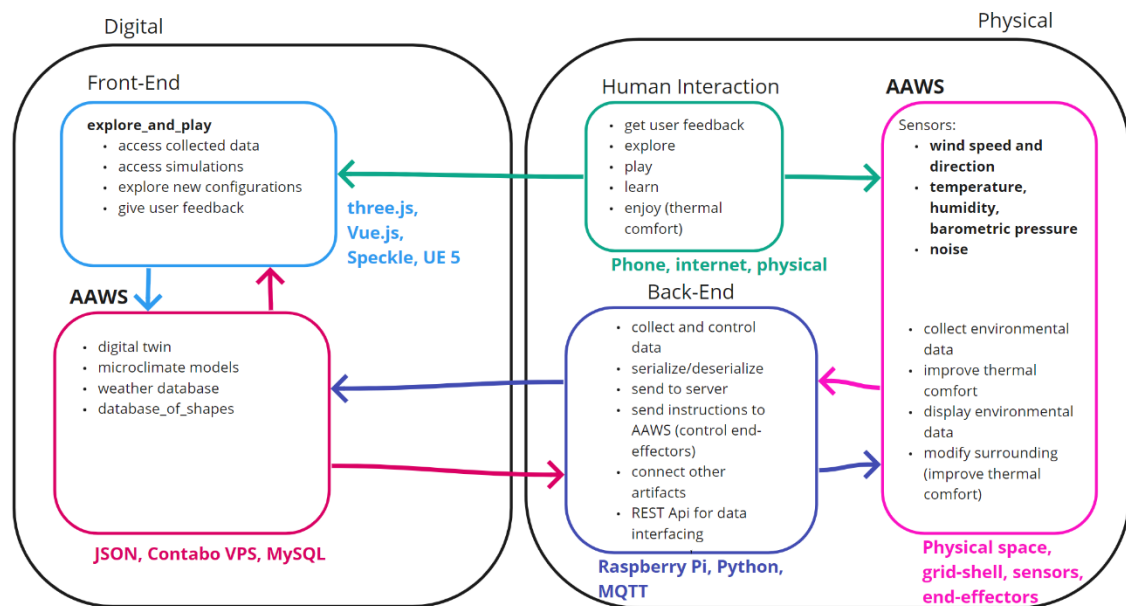 Digital
Physical
Front-End
explore_and_play
• access collected data
• access simulations
• explore new configurations
• give user feedback
three.js,
Vue.js,
Speckle, UE 5
AAWS
• digital twin
• microclimate models
• weather database
• database_of_shapes
JSON, Contabo VPS, MySQL
Human Interaction
• get user feedback
• explore
• play
• learn
• enjoy (thermal
comfort)
Phone, internet, physical
Back-End
• collect and control
data
• serialize/deserialize
• send to server
• send instructions to
AAWS (control end-
effectors)
• connect other
artifacts
• REST Api for data
interfacing
Raspberry Pi, Python,
MQTT
AAWS
Sensors:
• wind speed and
direction
• temperature,
humidity,
barometric pressure
• noise
• collect environmental
data
• improve thermal
comfort
• display environmental
data
• modify surrounding
(improve thermal
comfort)
Physical space,
grid-shell, sensors,
end-effectors